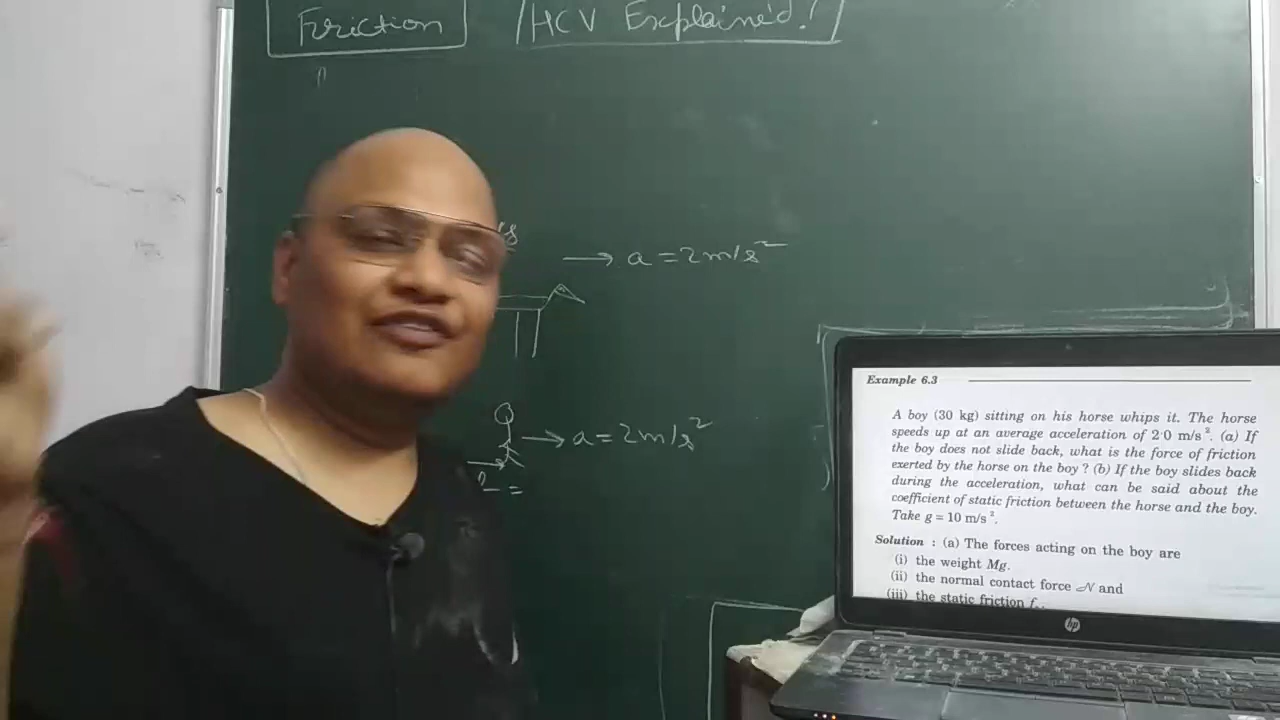 Friction /HCV Explained!
→ a = 2 m/s²
→ a = 2 m/s²
Example 6.3
A boy (30 kg) sitting on his horse whips it. The horse
speeds up at an average acceleration of 2·0 m/s². (a) If
the boy does not slide back, what is the force of friction
exerted by the horse on the boy ? (b) If the boy slides back
during the acceleration, what can be said about the
coefficient of static friction between the horse and the boy.
Take g = 10 m/s².
Solution : (a) The forces acting on the boy are
(i) the weight Mg.
(ii) the normal contact force 𝒩 and
(iii) the static friction f
hp